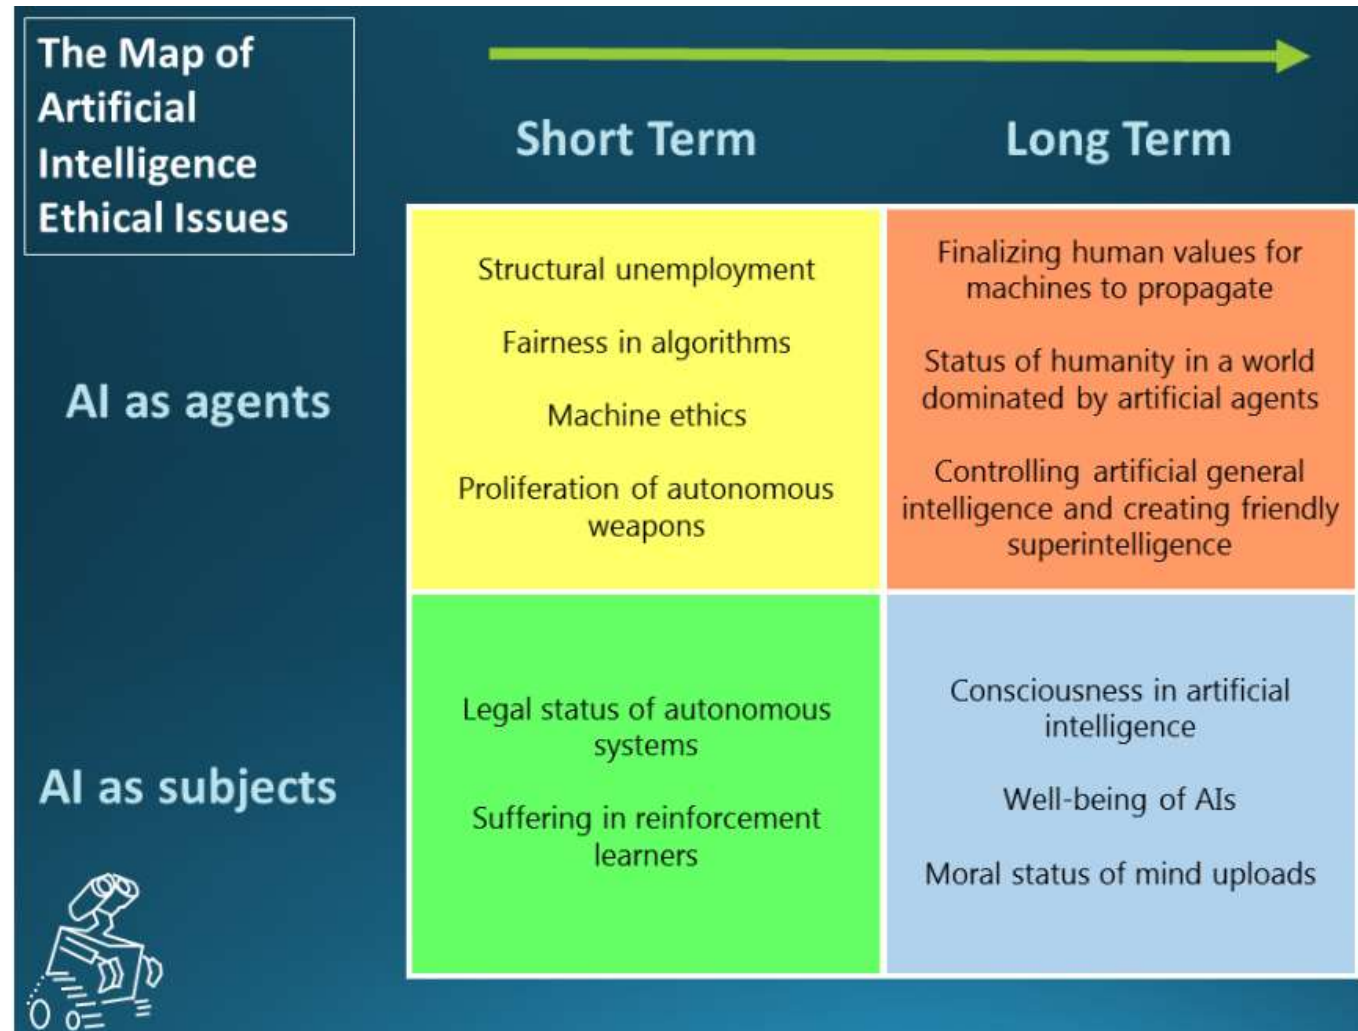 The Map of
Artificial
Intelligence
Ethical Issues
Short Term
Long Term
AI as agents
Structural unemployment
Fairness in algorithms
Machine ethics
Proliferation of autonomous
weapons
Finalizing human values for
machines to propagate
Status of humanity in a world
dominated by artificial agents
Controlling artificial general
intelligence and creating friendly
superintelligence
AI as subjects
Legal status of autonomous
systems
Suffering in reinforcement
learners
Consciousness in artificial
intelligence
Well-being of AIs
Moral status of mind uploads